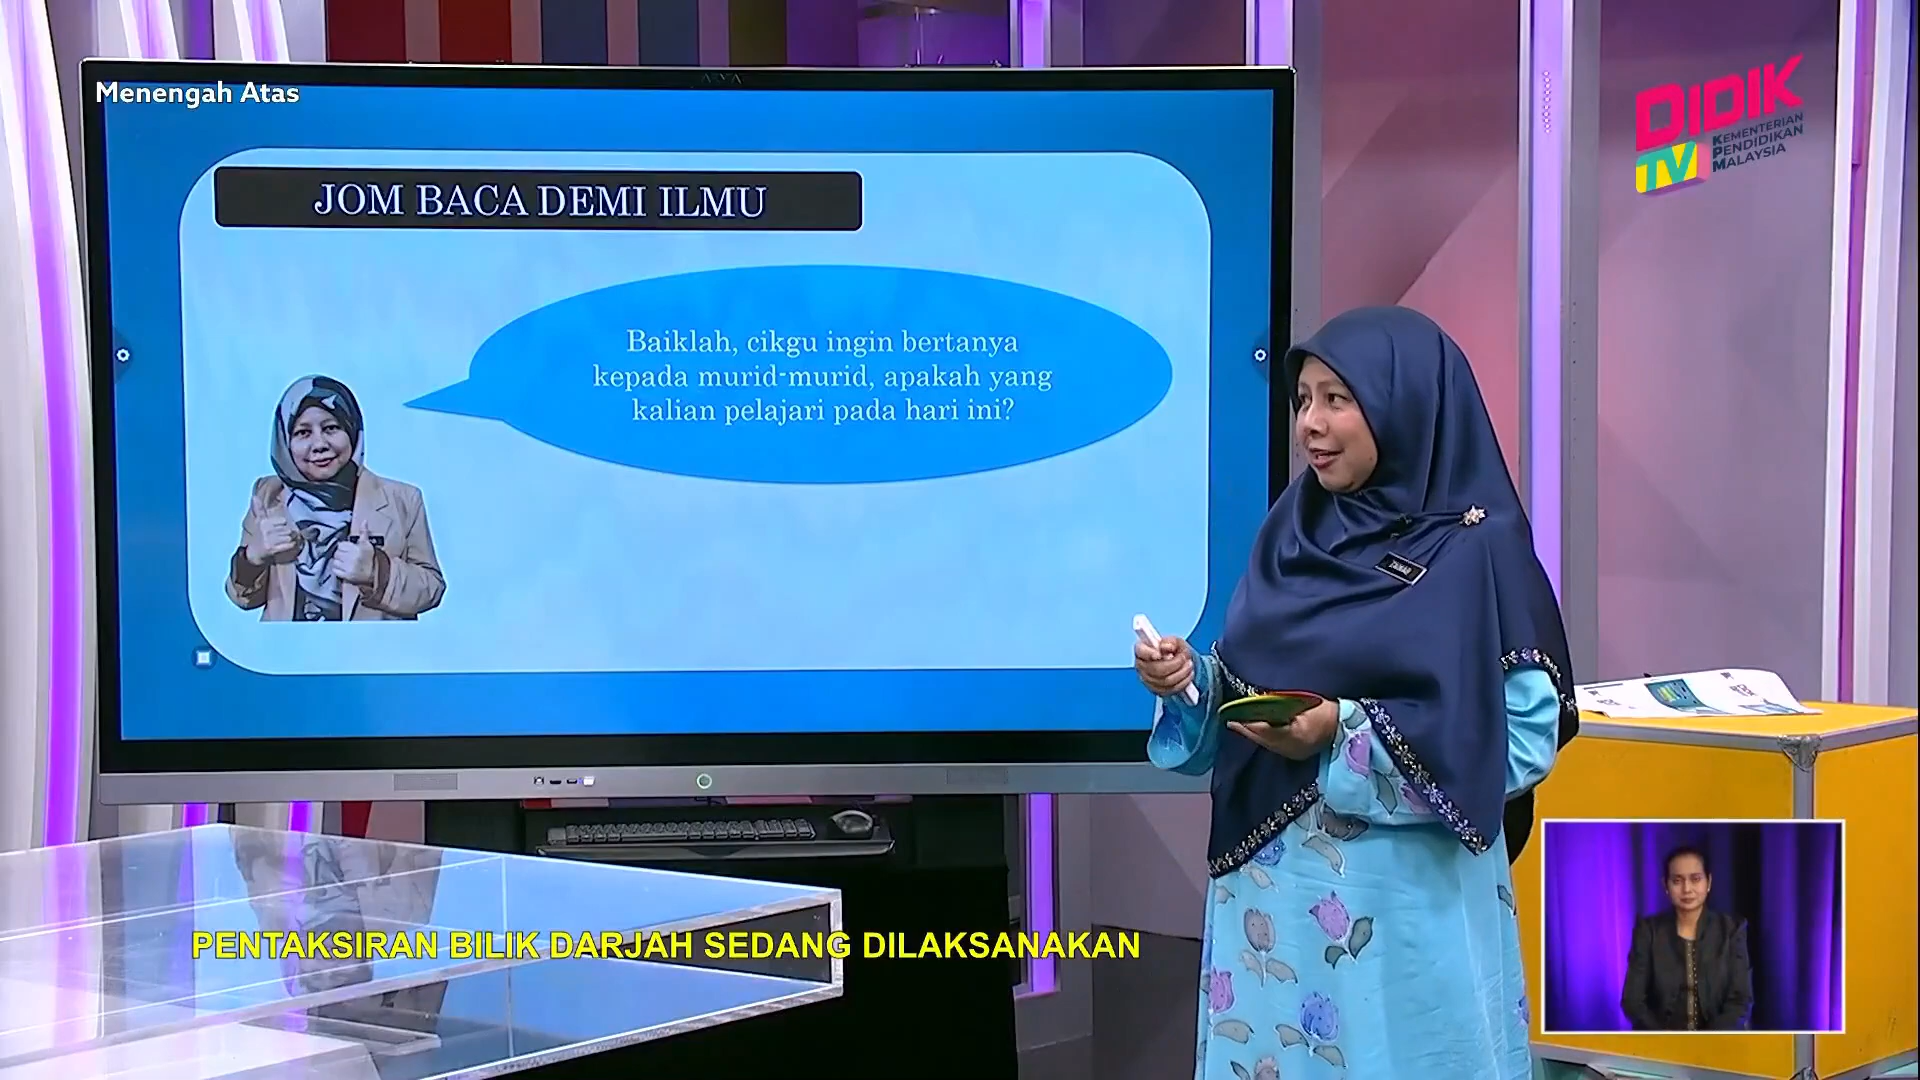 Menengah Atas
DIDIK
TV
KEMENTERIAN
PENDIDIKAN
MALAYSIA
JOM BACA DEMI ILMU
Baiklah, cikgu ingin bertanya
kepada murid-murid, apakah yang
kalian pelajari pada hari ini?
PENTAKSIRAN BILIK DARJAH SEDANG DILAKSANAKAN